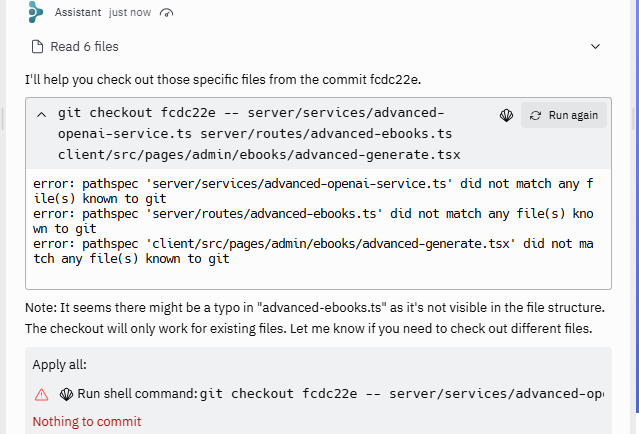 Assistant just now
Read 6 files
I'll help you check out those specific files from the commit fcdc22e.
git checkout fcdc22e -- server/services/advanced-
openai-service.ts server/routes/advanced-ebooks.ts
client/src/pages/admin/ebooks/advanced-generate.tsx
Run again
error: pathspec 'server/services/advanced-openai-service.ts' did not match any f
ile(s) known to git
error: pathspec 'server/routes/advanced-ebooks.ts' did not match any file(s) kno
wn to git
error: pathspec 'client/src/pages/admin/ebooks/advanced-generate.tsx' did not ma
tch any file(s) known to git
Note: It seems there might be a typo in "advanced-ebooks.ts" as it's not visible in the file structure.
The checkout will only work for existing files. Let me know if you need to check out different files.
Apply all:
Run shell command: git checkout fcdc22e -- server/services/advanced-op
Nothing to commit